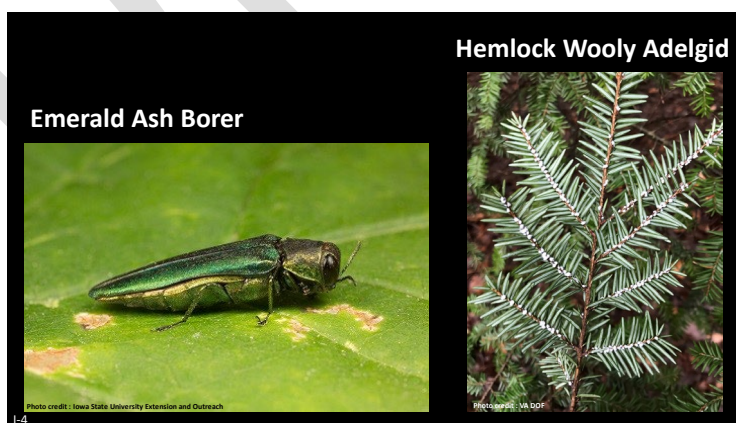 Hemlock Wooly Adelgid
Emerald Ash Borer
Photo credit : Iowa State University Extension and Outreach
Photo credit : VA DOF
I-4